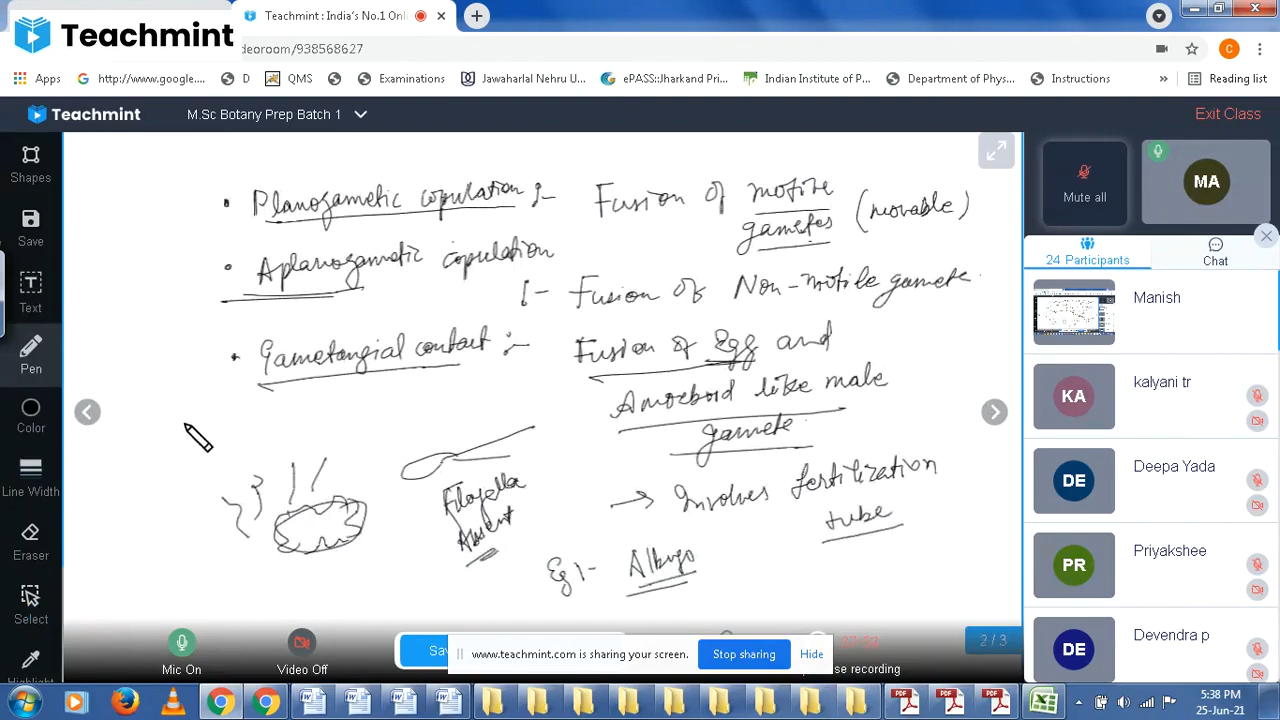 Teachmint : India's No.1 Onl
Teachmint
deoroom/938568627
C
Apps
http://www.google....
D
QMS
Examinations
Jawaharlal Nehru U...
ePASS::Jharkand Pri...
Indian Institute of P...
Department of Phys...
Instructions
»
Reading list
Teachmint
M.Sc Botany Prep Batch 1
Exit Class
Shapes
Save
Text
Pen
Color
Line Width
Eraser
Select
Highlight
• Planogametic copulation :- Fusion of motile
gametes (movable)
• Aplanogametic copulation
:- Fusion of Non-motile gamete
• Gametangial contact :- Fusion of Egg and
Amoeboid like male
gamete
Flagella
Absent
→ Involves fertilization
tube
Eg :- Albugo
Mute all
MA
24 Participants
Chat
Manish
KA
kalyani tr
DE
Deepa Yada
PR
Priyakshee
DE
Devendra p
Mic On
Video Off
Sav
www.teachmint.com is sharing your screen.
Stop sharing
Hide
se recording
2 / 3
5:38 PM
25-Jun-21